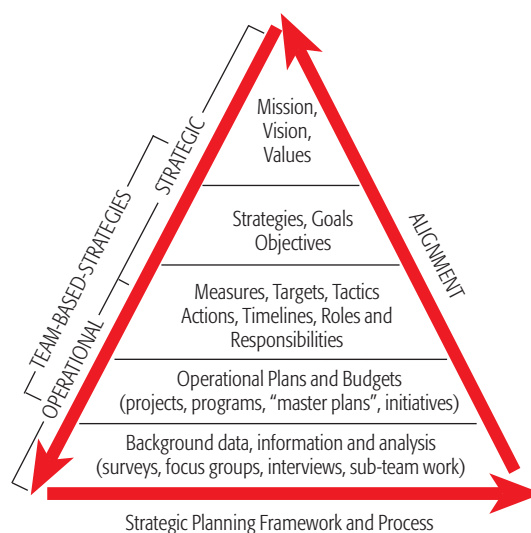 Mission,
Vision,
Values
Strategies, Goals
Objectives
Measures, Targets, Tactics
Actions, Timelines, Roles and
Responsibilities
Operational Plans and Budgets
(projects, programs, “master plans”, initiatives)
Background data, information and analysis
(surveys, focus groups, interviews, sub-team work)
STRATEGIC
TEAM-BASED-STRATEGIES
OPERATIONAL
ALIGNMENT
Strategic Planning Framework and Process